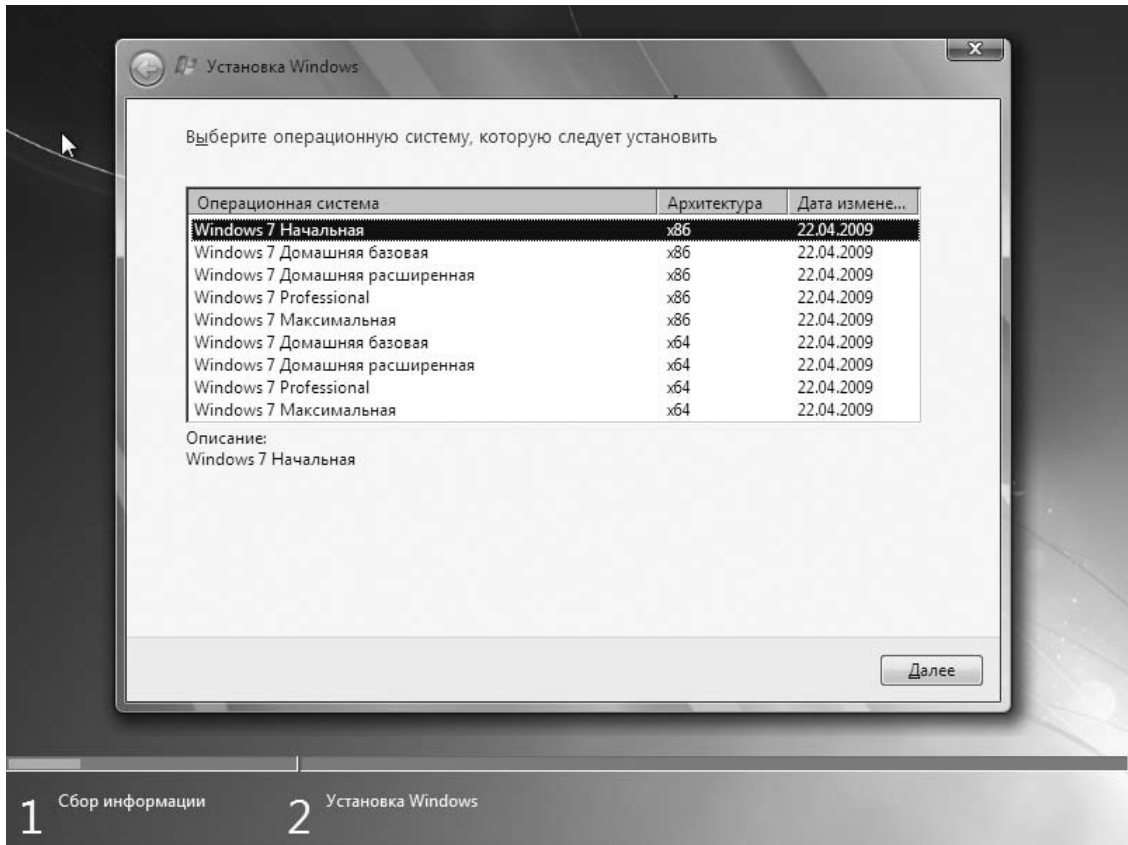 Установка Windows
Выберите операционную систему, которую следует установить
Операционная система Архитектура Дата измене...
Windows 7 Начальная x86 22.04.2009
Windows 7 Домашняя базовая x86 22.04.2009
Windows 7 Домашняя расширенная x86 22.04.2009
Windows 7 Professional x86 22.04.2009
Windows 7 Максимальная x86 22.04.2009
Windows 7 Домашняя базовая x64 22.04.2009
Windows 7 Домашняя расширенная x64 22.04.2009
Windows 7 Professional x64 22.04.2009
Windows 7 Максимальная x64 22.04.2009
Описание:
Windows 7 Начальная
Далее
1 Сбор информации 2 Установка Windows